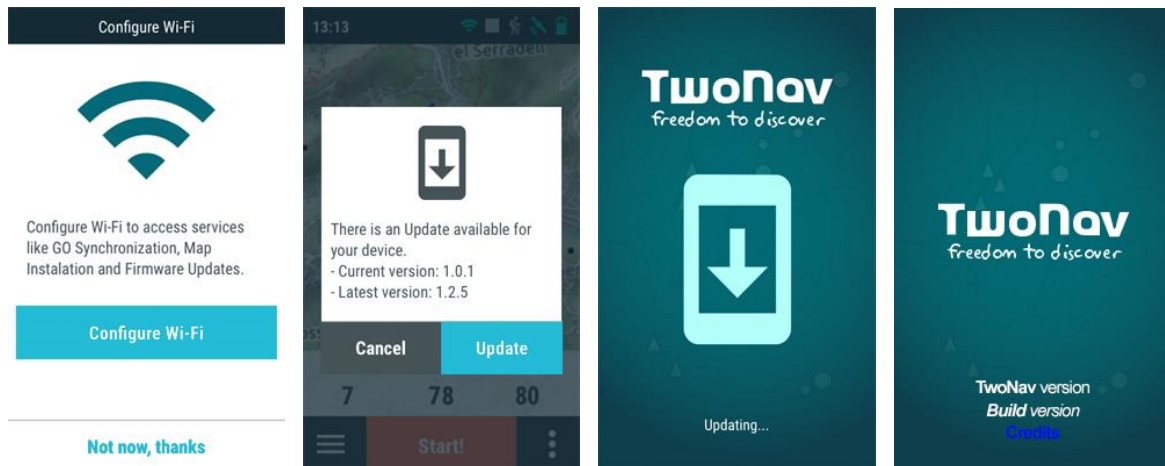 Configure Wi-Fi
Configure Wi-Fi to access services
like GO Synchronization, Map
Instalation and Firmware Updates.
Configure Wi-Fi
Not now, thanks
13:13
el Serradell
There is an Update available for
your device.
- Current version: 1.0.1
- Latest version: 1.2.5
Cancel
Update
7 78 80
Start!
TwoNav
freedom to discover
Updating...
TwoNav
freedom to discover
TwoNav version
Build version
Credits